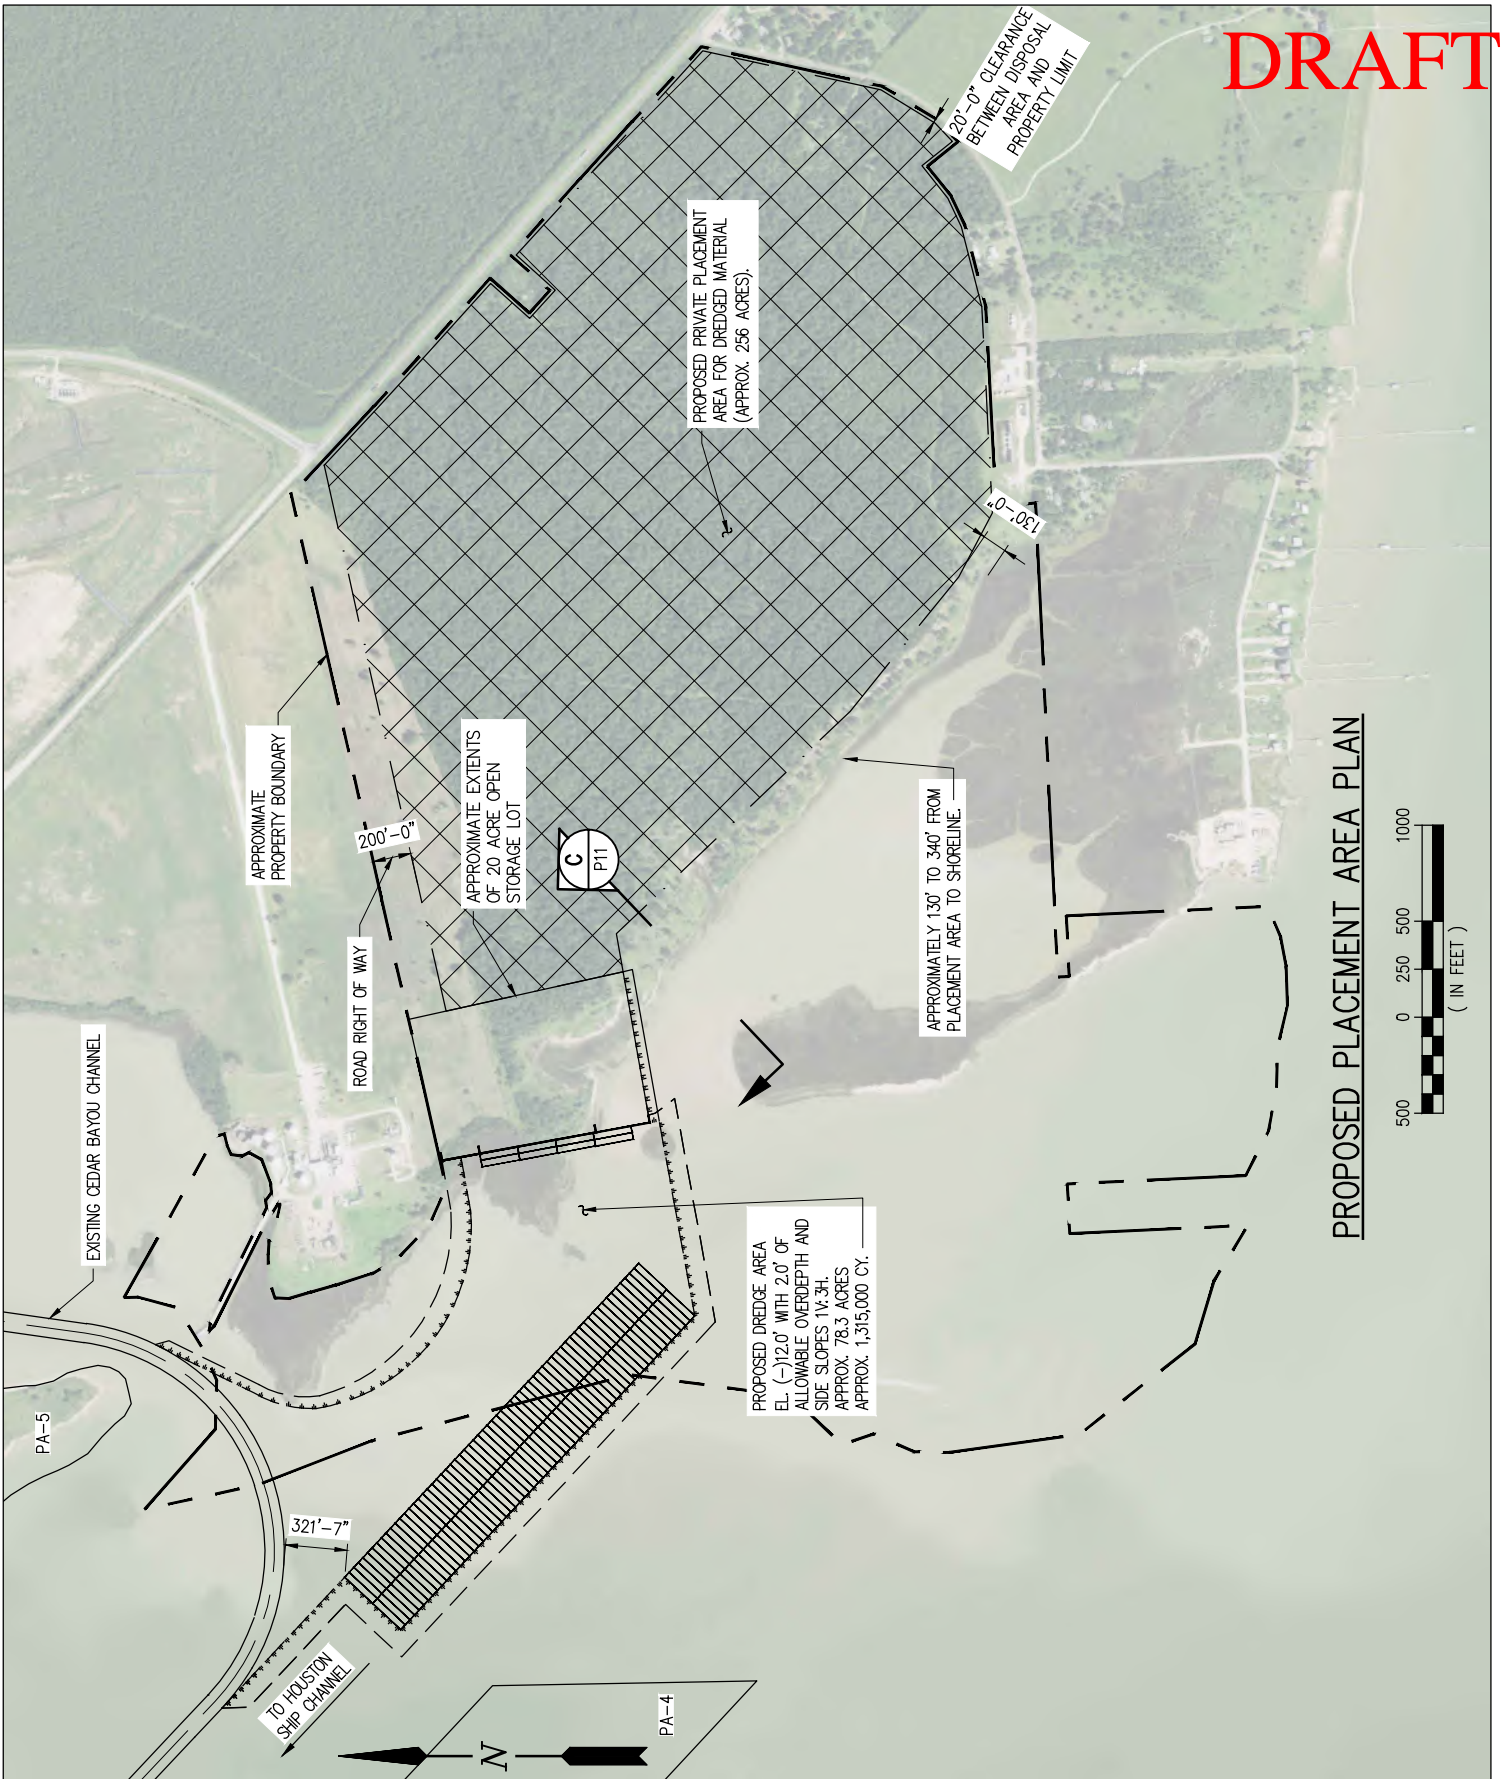 DRAFT
20'-0" CLEARANCE
BETWEEN DISPOSAL
AREA AND
PROPERTY LIMIT
PROPOSED PRIVATE PLACEMENT
AREA FOR DREDGED MATERIAL
(APPROX. 256 ACRES).
130'-0"
APPROXIMATE
PROPERTY BOUNDARY
200'-0"
APPROXIMATE EXTENTS
OF 20 ACRE OPEN
STORAGE LOT
C
P11
ROAD RIGHT OF WAY
APPROXIMATELY 130' TO 340' FROM
PLACEMENT AREA TO SHORELINE.
EXISTING CEDAR BAYOU CHANNEL
PROPOSED DREDGE AREA
EL. (-)12.0' WITH 2.0' OF
ALLOWABLE OVERDEPTH AND
SIDE SLOPES 1V:3H.
APPROX. 78.3 ACRES
APPROX. 1,315,000 CY.
PA-5
321'-7"
TO HOUSTON
SHIP CHANNEL
PA-4
N
PROPOSED PLACEMENT AREA PLAN
500 0 250 500 1000
( IN FEET )